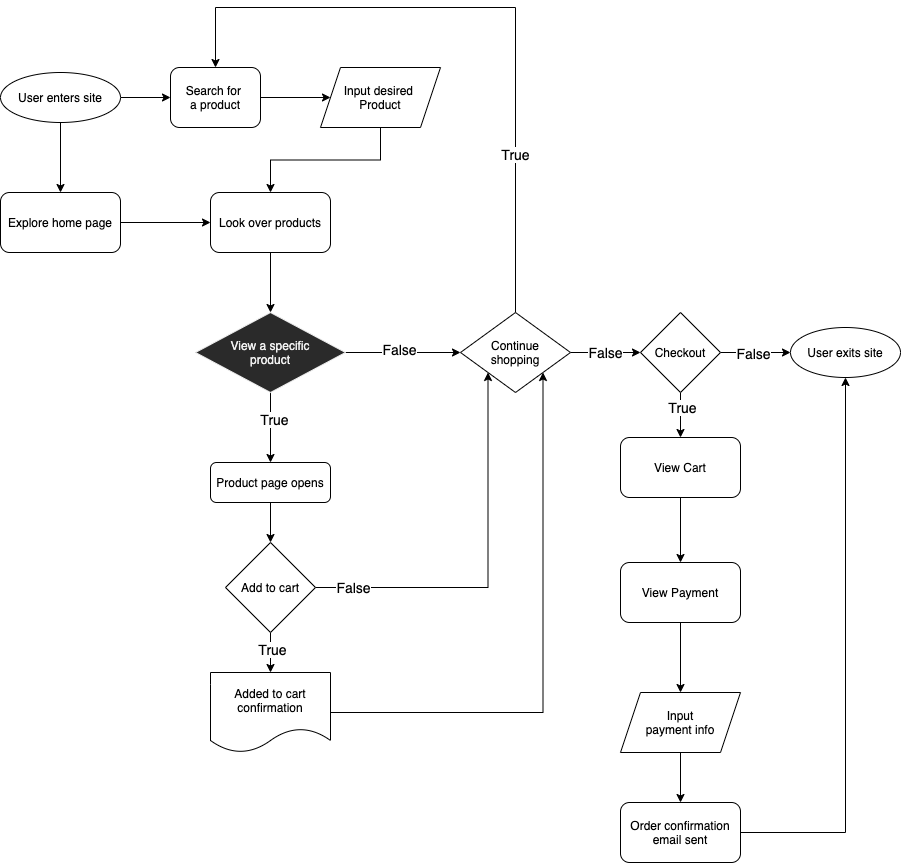 User enters site
Search for
a product
Input desired
Product
True
Explore home page
Look over products
View a specific
product
False
Continue
shopping
False
Checkout
False
User exits site
True
True
Product page opens
View Cart
Add to cart
False
View Payment
True
Added to cart
confirmation
Input
payment info
Order confirmation
email sent